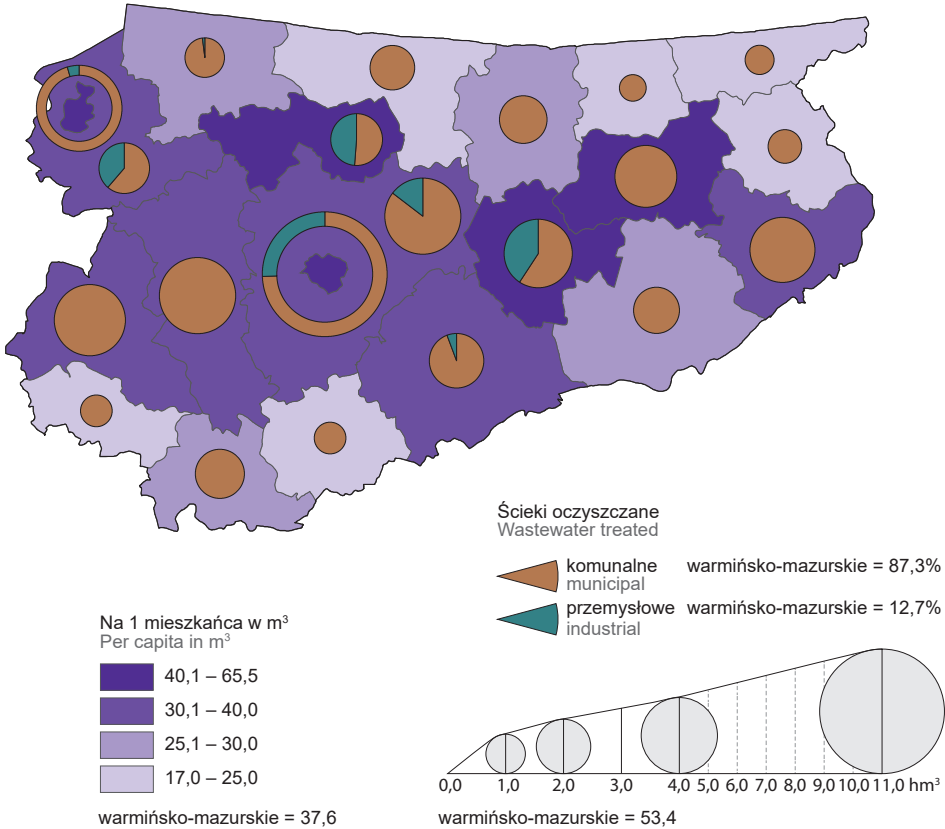 Ścieki oczyszczane
Wastewater treated
komunalne warmińsko-mazurskie = 87,3%
municipal
przemysłowe warmińsko-mazurskie = 12,7%
industrial
Na 1 mieszkańca w m³
Per capita in m³
40,1 – 65,5
30,1 – 40,0
25,1 – 30,0
17,0 – 25,0
warmińsko-mazurskie = 37,6
0,0 1,0 2,0 3,0 4,0 5,0 6,0 7,0 8,0 9,0 10,0 11,0 hm³
warmińsko-mazurskie = 53,4